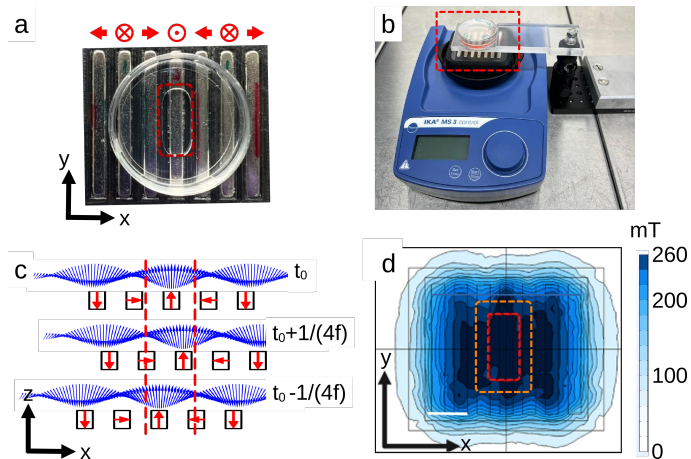 a
y
x
b
IKA® MS 3 control
c
t₀
t₀+1/(4f)
t₀-1/(4f)
z
x
d
mT
260
200
100
0
y
x